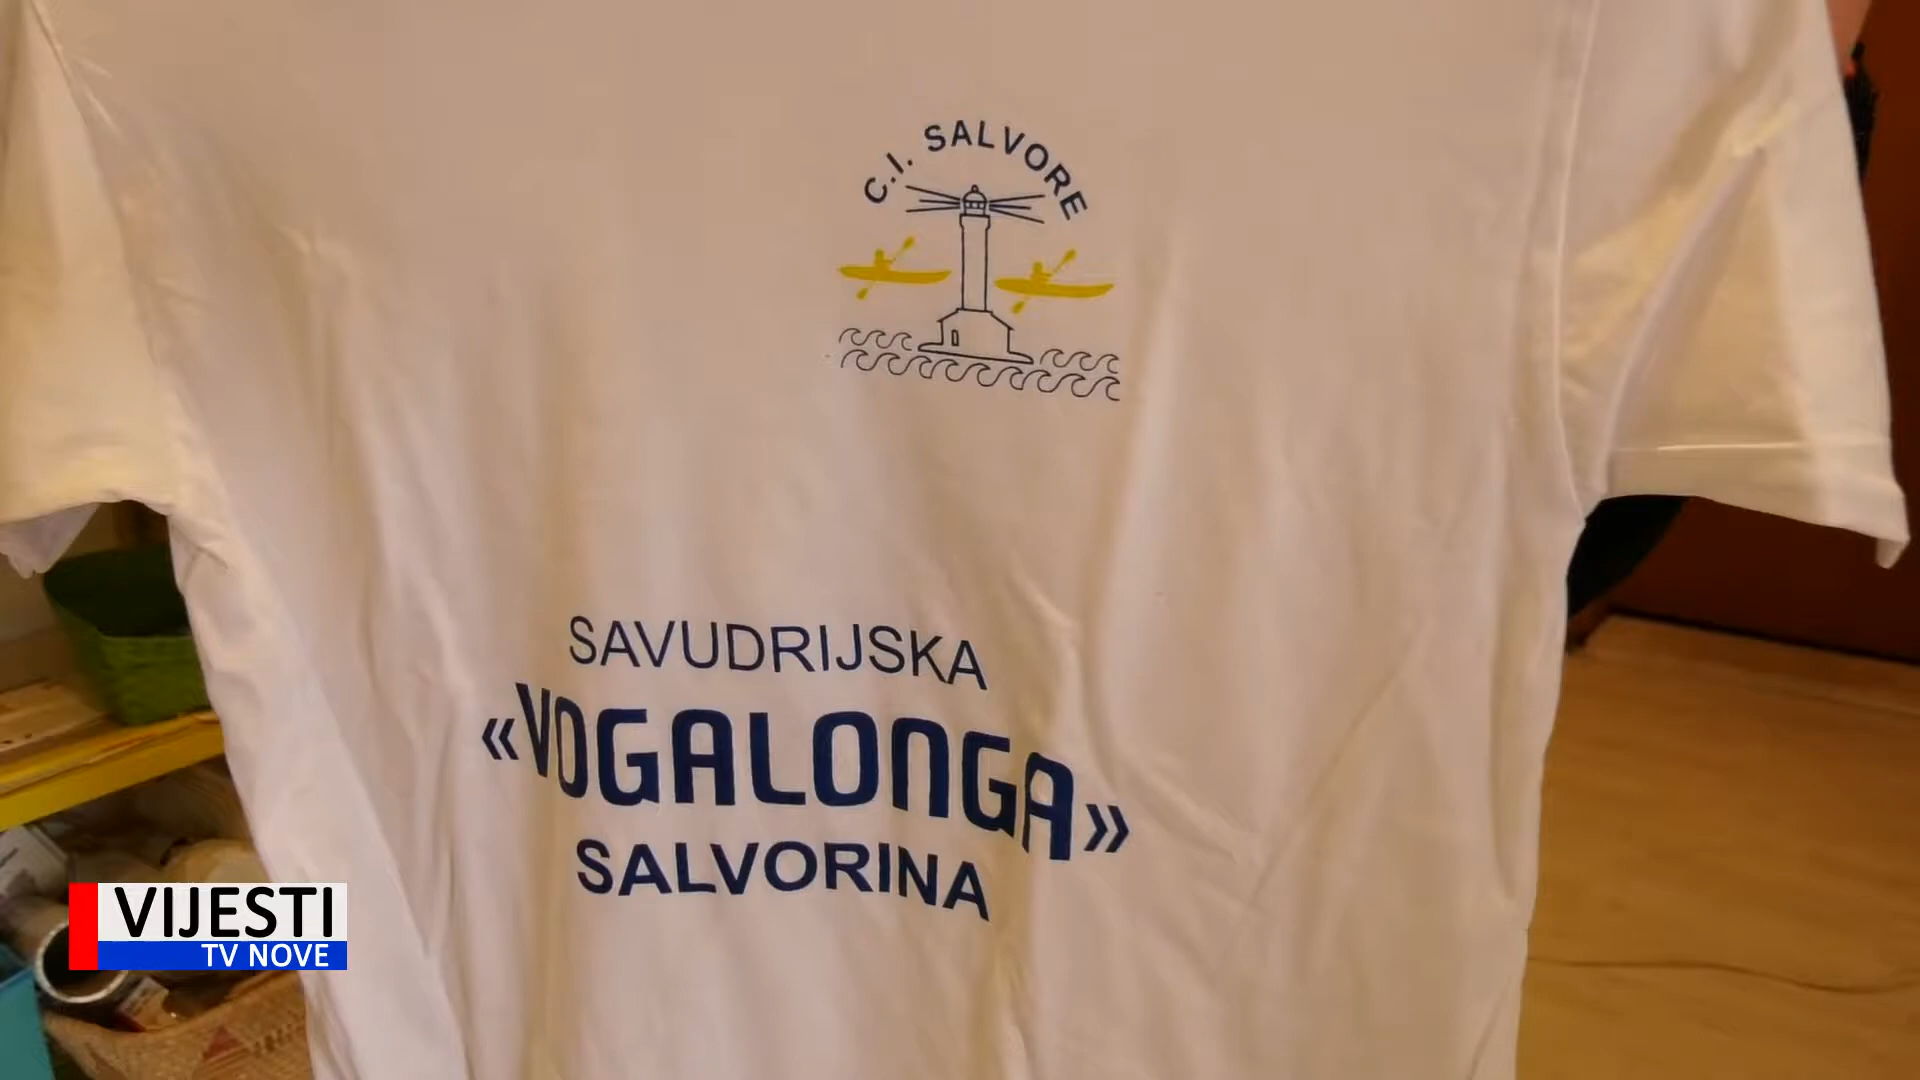 C.I. SALVORE
SAVUDRIJSKA
«VOGALONGA»
SALVORINA
VIJESTI
TV NOVE